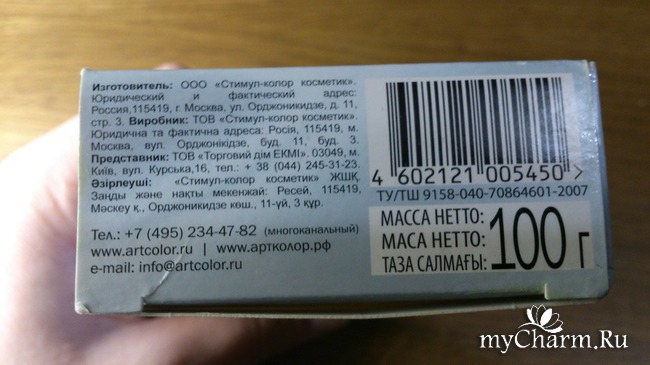 Изготовитель: ООО «Стимул-колор косметик».
Юридический и фактический адрес:
Россия,115419, г. Москва, ул. Орджоникидзе, д. 11,
стр. 3. Виробник: ТОВ «Стимул-колор косметик».
Юридична та фактична адреса: Росія, 115419, м.
Москва, вул. Орджонікідзе, буд. 11, буд. 3.
Представник: ТОВ "Торговий дім ЕКМІ". 03049, м.
Київ, вул. Курська,16, тел.: + 38 (044) 245-31-23.
Әзірлеуші: «Стимул-колор косметик» ЖШҚ.
Заңды және нақты мекенжай: Ресей, 115419,
Мәскеу қ., Орджоникидзе көш., 11-үй, 3 құр.
Тел.: +7 (495) 234-47-82 (многоканальный)
www.artcolor.ru | www.артколор.рф
e-mail: info@artcolor.ru
4 602121 005450 >
ТУ/ТШ 9158-040-70864601-2007
МАССА НЕТТО:
МАСА НЕТТО:
ТАЗА САЛМАҒЫ:
100 г
myCharm.Ru